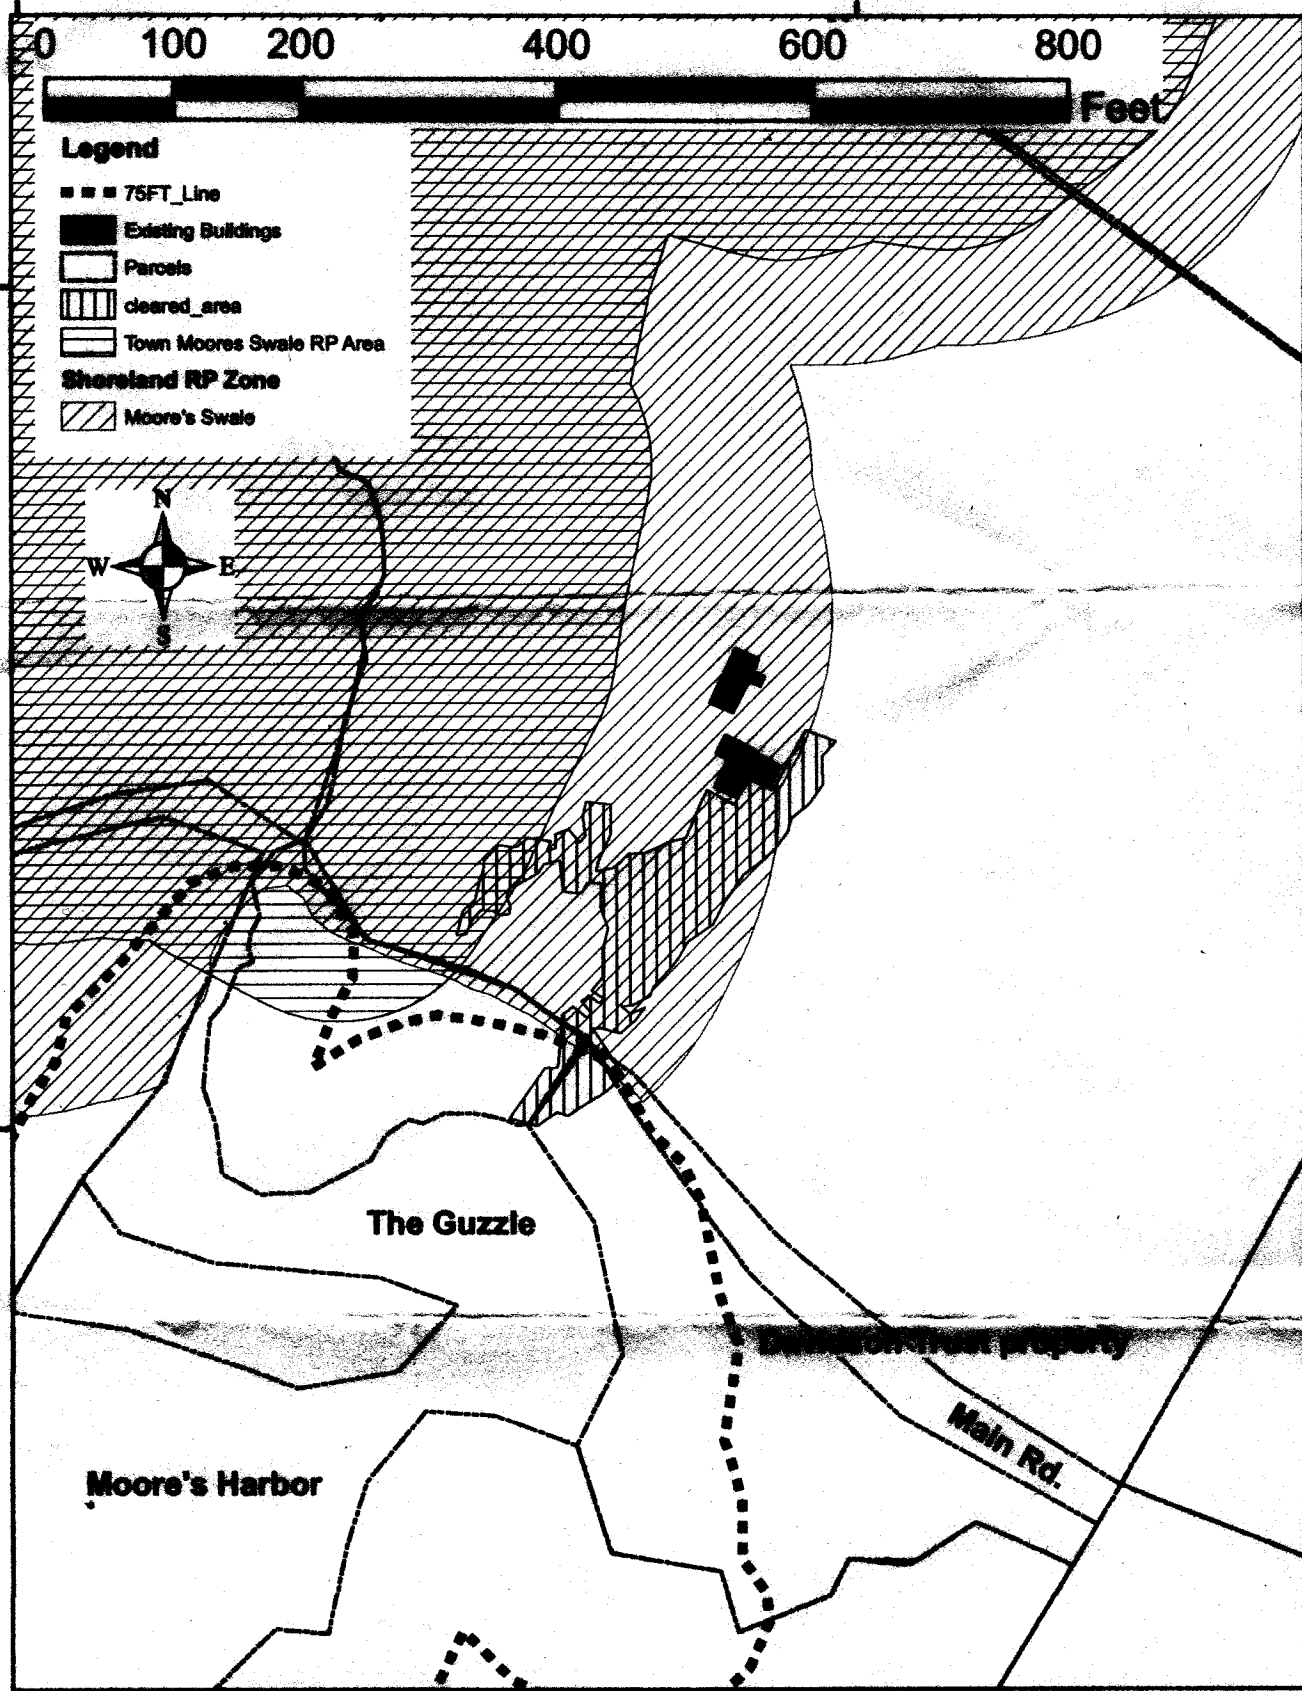 0 100 200 400 600 800
Feet
Legend
75FT_Line
Existing Buildings
Parcels
cleared_area
Town Moores Swale RP Area
Shoreland RP Zone
Moore's Swale
N
W E
S
The Guzzle
Trust property
Main Rd.
Moore's Harbor